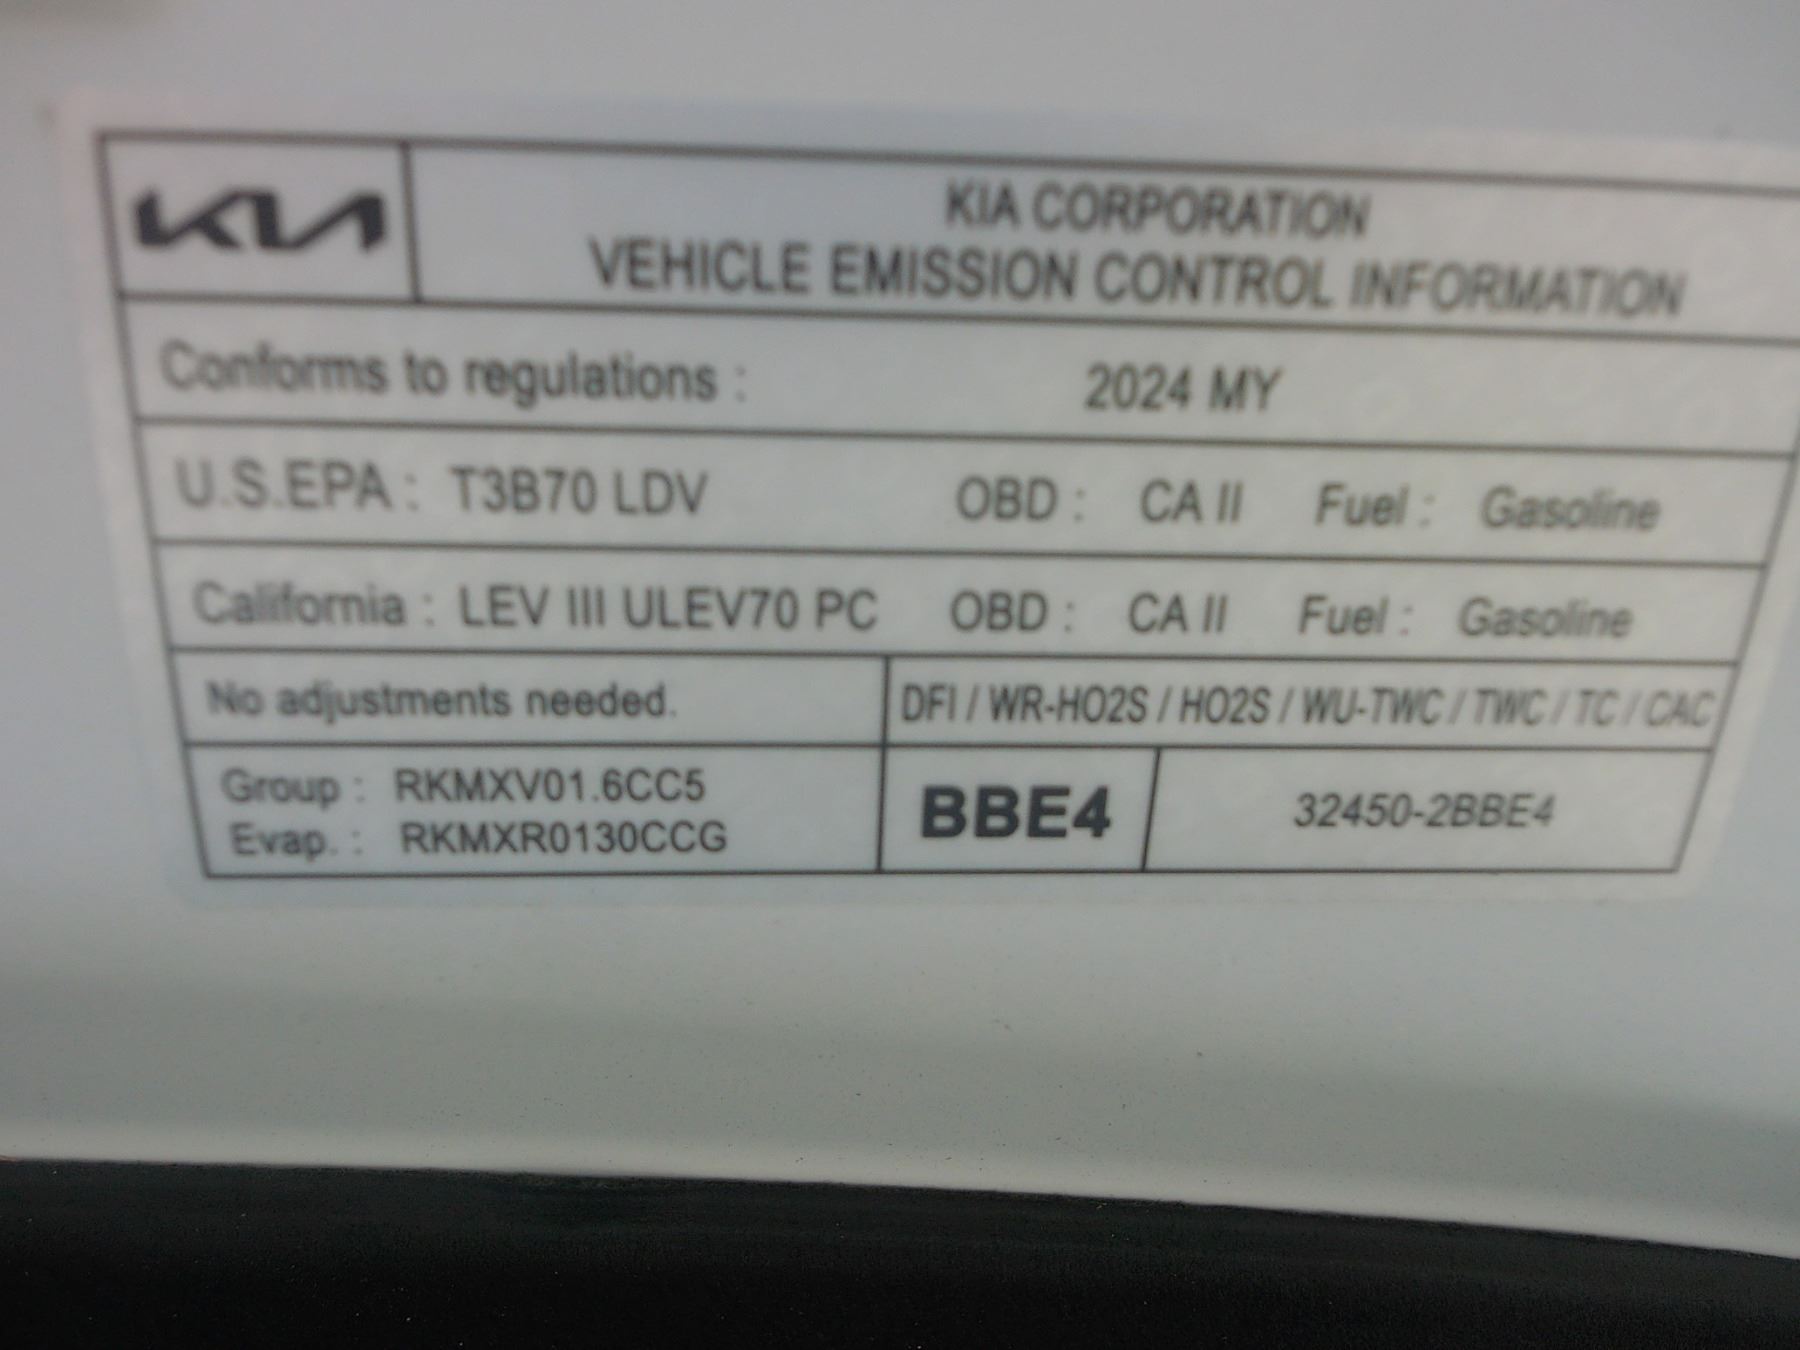 KIA
KIA CORPORATION
VEHICLE EMISSION CONTROL INFORMATION
Conforms to regulations : 2024 MY
U.S.EPA : T3B70 LDV OBD : CA II Fuel : Gasoline
California : LEV III ULEV70 PC OBD : CA II Fuel : Gasoline
No adjustments needed. DFI / WR-HO2S / HO2S / WU-TWC / TWC / TC / CAC
Group : RKMXV01.6CC5
Evap. : RKMXR0130CCG
BBE4 32450-2BBE4